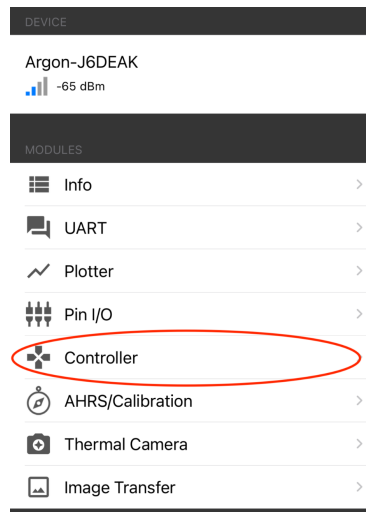 DEVICE
Argon-J6DEAK
-65 dBm
MODULES
Info
UART
Plotter
Pin I/O
Controller
AHRS/Calibration
Thermal Camera
Image Transfer